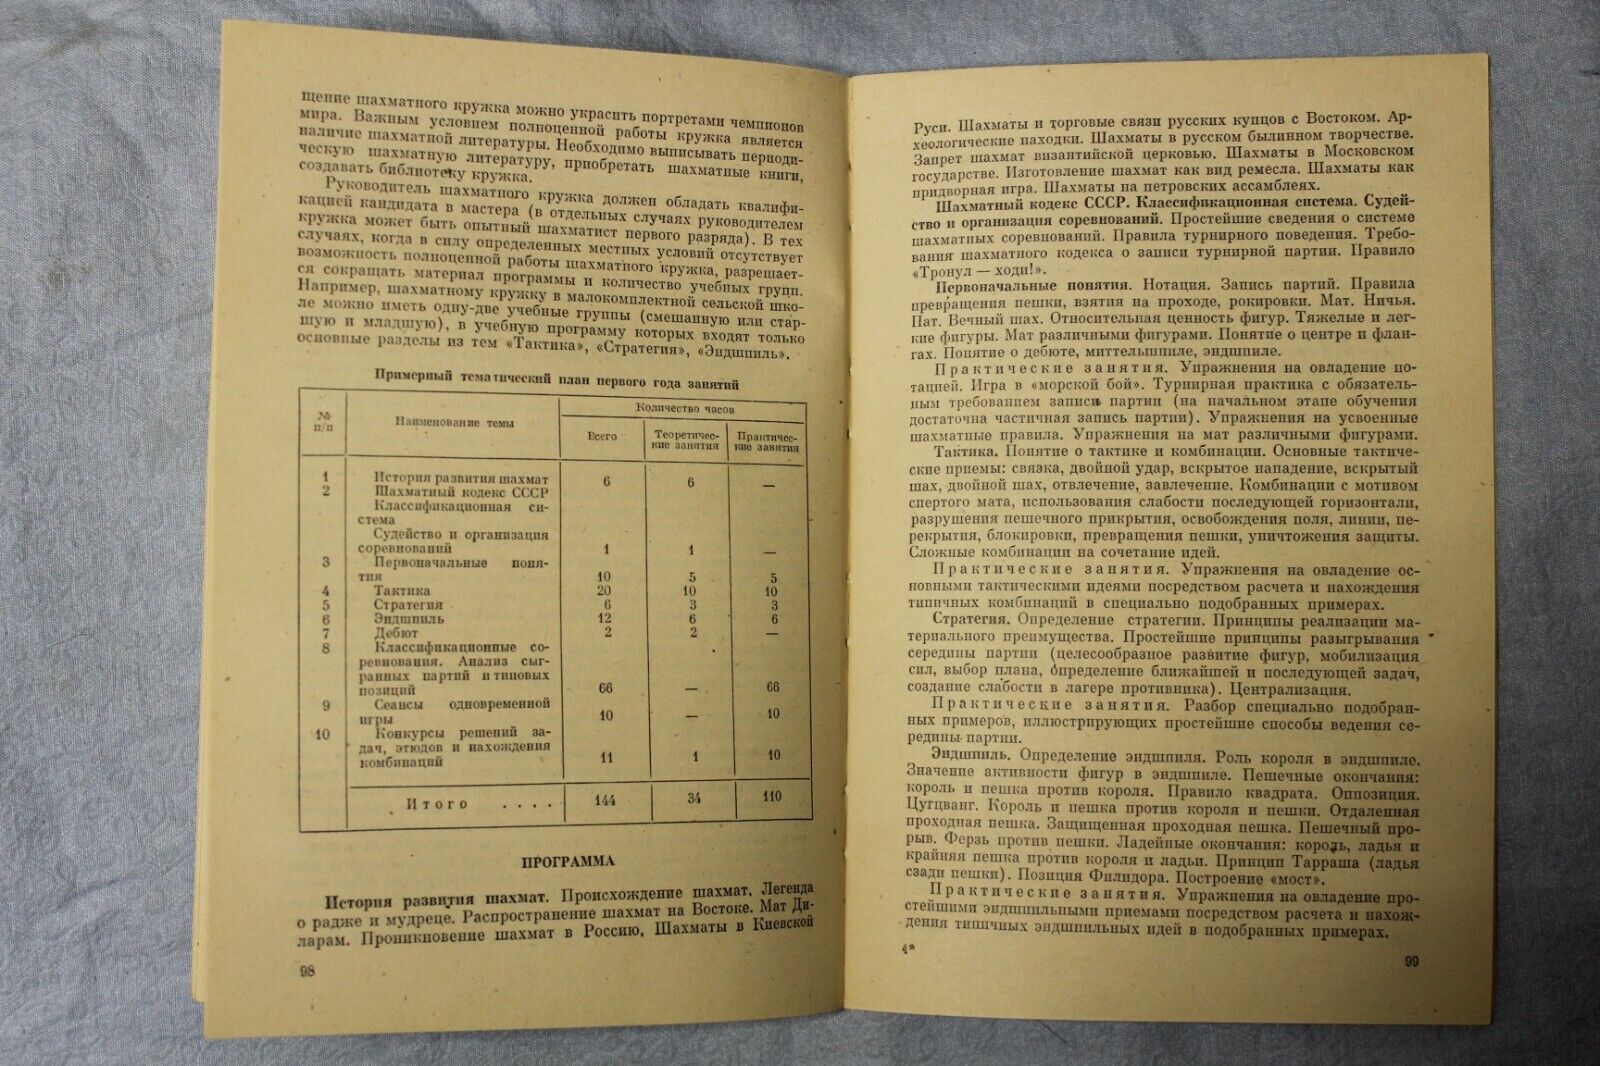 щение шахматного кружка можно украсить портретами чемпионов
мира. Важным условием полноценной работы кружка является
наличие шахматной литературы. Необходимо выписывать периоди-
ческую шахматную литературу, приобретать шахматные книги,
создавать библиотеку кружка.
Руководитель шахматного кружка должен обладать квалифи-
кацией кандидата в мастера (в отдельных случаях руководителем
кружка может быть опытный шахматист первого разряда). В тех
случаях, когда в силу определенных местных условий отсутствует
возможность полноценной работы шахматного кружка, разрешает-
ся сокращать материал программы и количество учебных групп.
Например, шахматному кружку в малокомплектной сельской шко-
ле можно иметь одну-две учебные группы (смешанную или стар-
шую и младшую), в учебную программу которых входят только
основные разделы из тем «Тактика», «Стратегия», «Эндшпиль».
Примерный тематический план первого года занятий
№ п/п
Наименование темы
Количество часов
Всего
Теоретичес-
кие занятия
Практичес-
кие занятия
1 История развития шахмат 6 6 —
2 Шахматный кодекс СССР
Классификационная си-
стема
Судейство и организация
соревнований 1 1 —
3 Первоначальные поня-
тия 10 5 5
4 Тактика 20 10 10
5 Стратегия 6 3 3
6 Эндшпиль 12 6 6
7 Дебют 2 2 —
8 Классификационные со-
ревнования. Анализ сыг-
ранных партий и типовых
позиций 66 — 66
9 Сеансы одновременной
игры 10 — 10
10 Конкурсы решений за-
дач, этюдов и нахождения
комбинаций 11 1 10
Итого .... 144 34 110
ПРОГРАММА
История развития шахмат. Происхождение шахмат. Легенда
о радже и мудреце. Распространение шахмат на Востоке. Мат Ди-
ларам. Проникновение шахмат в Россию. Шахматы в Киевской
98
Руси. Шахматы и торговые связи русских купцов с Востоком. Ар-
хеологические находки. Шахматы в русском былинном творчестве.
Запрет шахмат византийской церковью. Шахматы в Московском
государстве. Изготовление шахмат как вид ремесла. Шахматы как
придворная игра. Шахматы на петровских ассамблеях.
Шахматный кодекс СССР. Классификационная система. Судей-
ство и организация соревнований. Простейшие сведения о системе
шахматных соревнований. Правила турнирного поведения. Требо-
вания шахматного кодекса о записи турнирной партии. Правило
«Тронул — ходи!».
Первоначальные понятия. Нотация. Запись партий. Правила
превращения пешки, взятия на проходе, рокировки. Мат. Ничья.
Пат. Вечный шах. Относительная ценность фигур. Тяжелые и лег-
кие фигуры. Мат различными фигурами. Понятие о центре и флан-
гах. Понятие о дебюте, миттельшпиле, эндшпиле.
Практические занятия. Упражнения на овладение но-
тацией. Игра в «морской бой». Турнирная практика с обязатель-
ным требованием записи партии (на начальном этапе обучения
достаточна частичная запись партии). Упражнения на усвоенные
шахматные правила. Упражнения на мат различными фигурами.
Тактика. Понятие о тактике и комбинации. Основные тактиче-
ские приемы: связка, двойной удар, вскрытое нападение, вскрытый
шах, двойной шах, отвлечение, завлечение. Комбинации с мотивом
спертого мата, использования слабости последующей горизонтали,
разрушения пешечного прикрытия, освобождения поля, линии, пе-
рекрытия, блокировки, превращения пешки, уничтожения защиты.
Сложные комбинации на сочетание идей.
Практические занятия. Упражнения на овладение ос-
новными тактическими идеями посредством расчета и нахождения
типичных комбинаций в специально подобранных примерах.
Стратегия. Определение стратегии. Принципы реализации ма-
териального преимущества. Простейшие принципы разыгрывания
середины партии (целесообразное развитие фигур, мобилизация
сил, выбор плана, определение ближайшей и последующей задач,
создание слабости в лагере противника). Централизация.
Практические занятия. Разбор специально подобран-
ных примеров, иллюстрирующих простейшие способы ведения се-
редины партии.
Эндшпиль. Определение эндшпиля. Роль короля в эндшпиле.
Значение активности фигур в эндшпиле. Пешечные окончания:
король и пешка против короля. Правило квадрата. Оппозиция.
Цугцванг. Король и пешка против короля и пешки. Отдаленная
проходная пешка. Защищенная проходная пешка. Пешечный про-
рыв. Ферзь против пешки. Ладейные окончания: король, ладья и
крайняя пешка против короля и ладьи. Принцип Тарраша (ладья
сзади пешки). Позиция Филидора. Построение «мост».
Практические занятия. Упражнения на овладение про-
стейшими эндшпильными приемами посредством расчета и нахож-
дения типичных эндшпильных идей в подобранных примерах.
4*
99